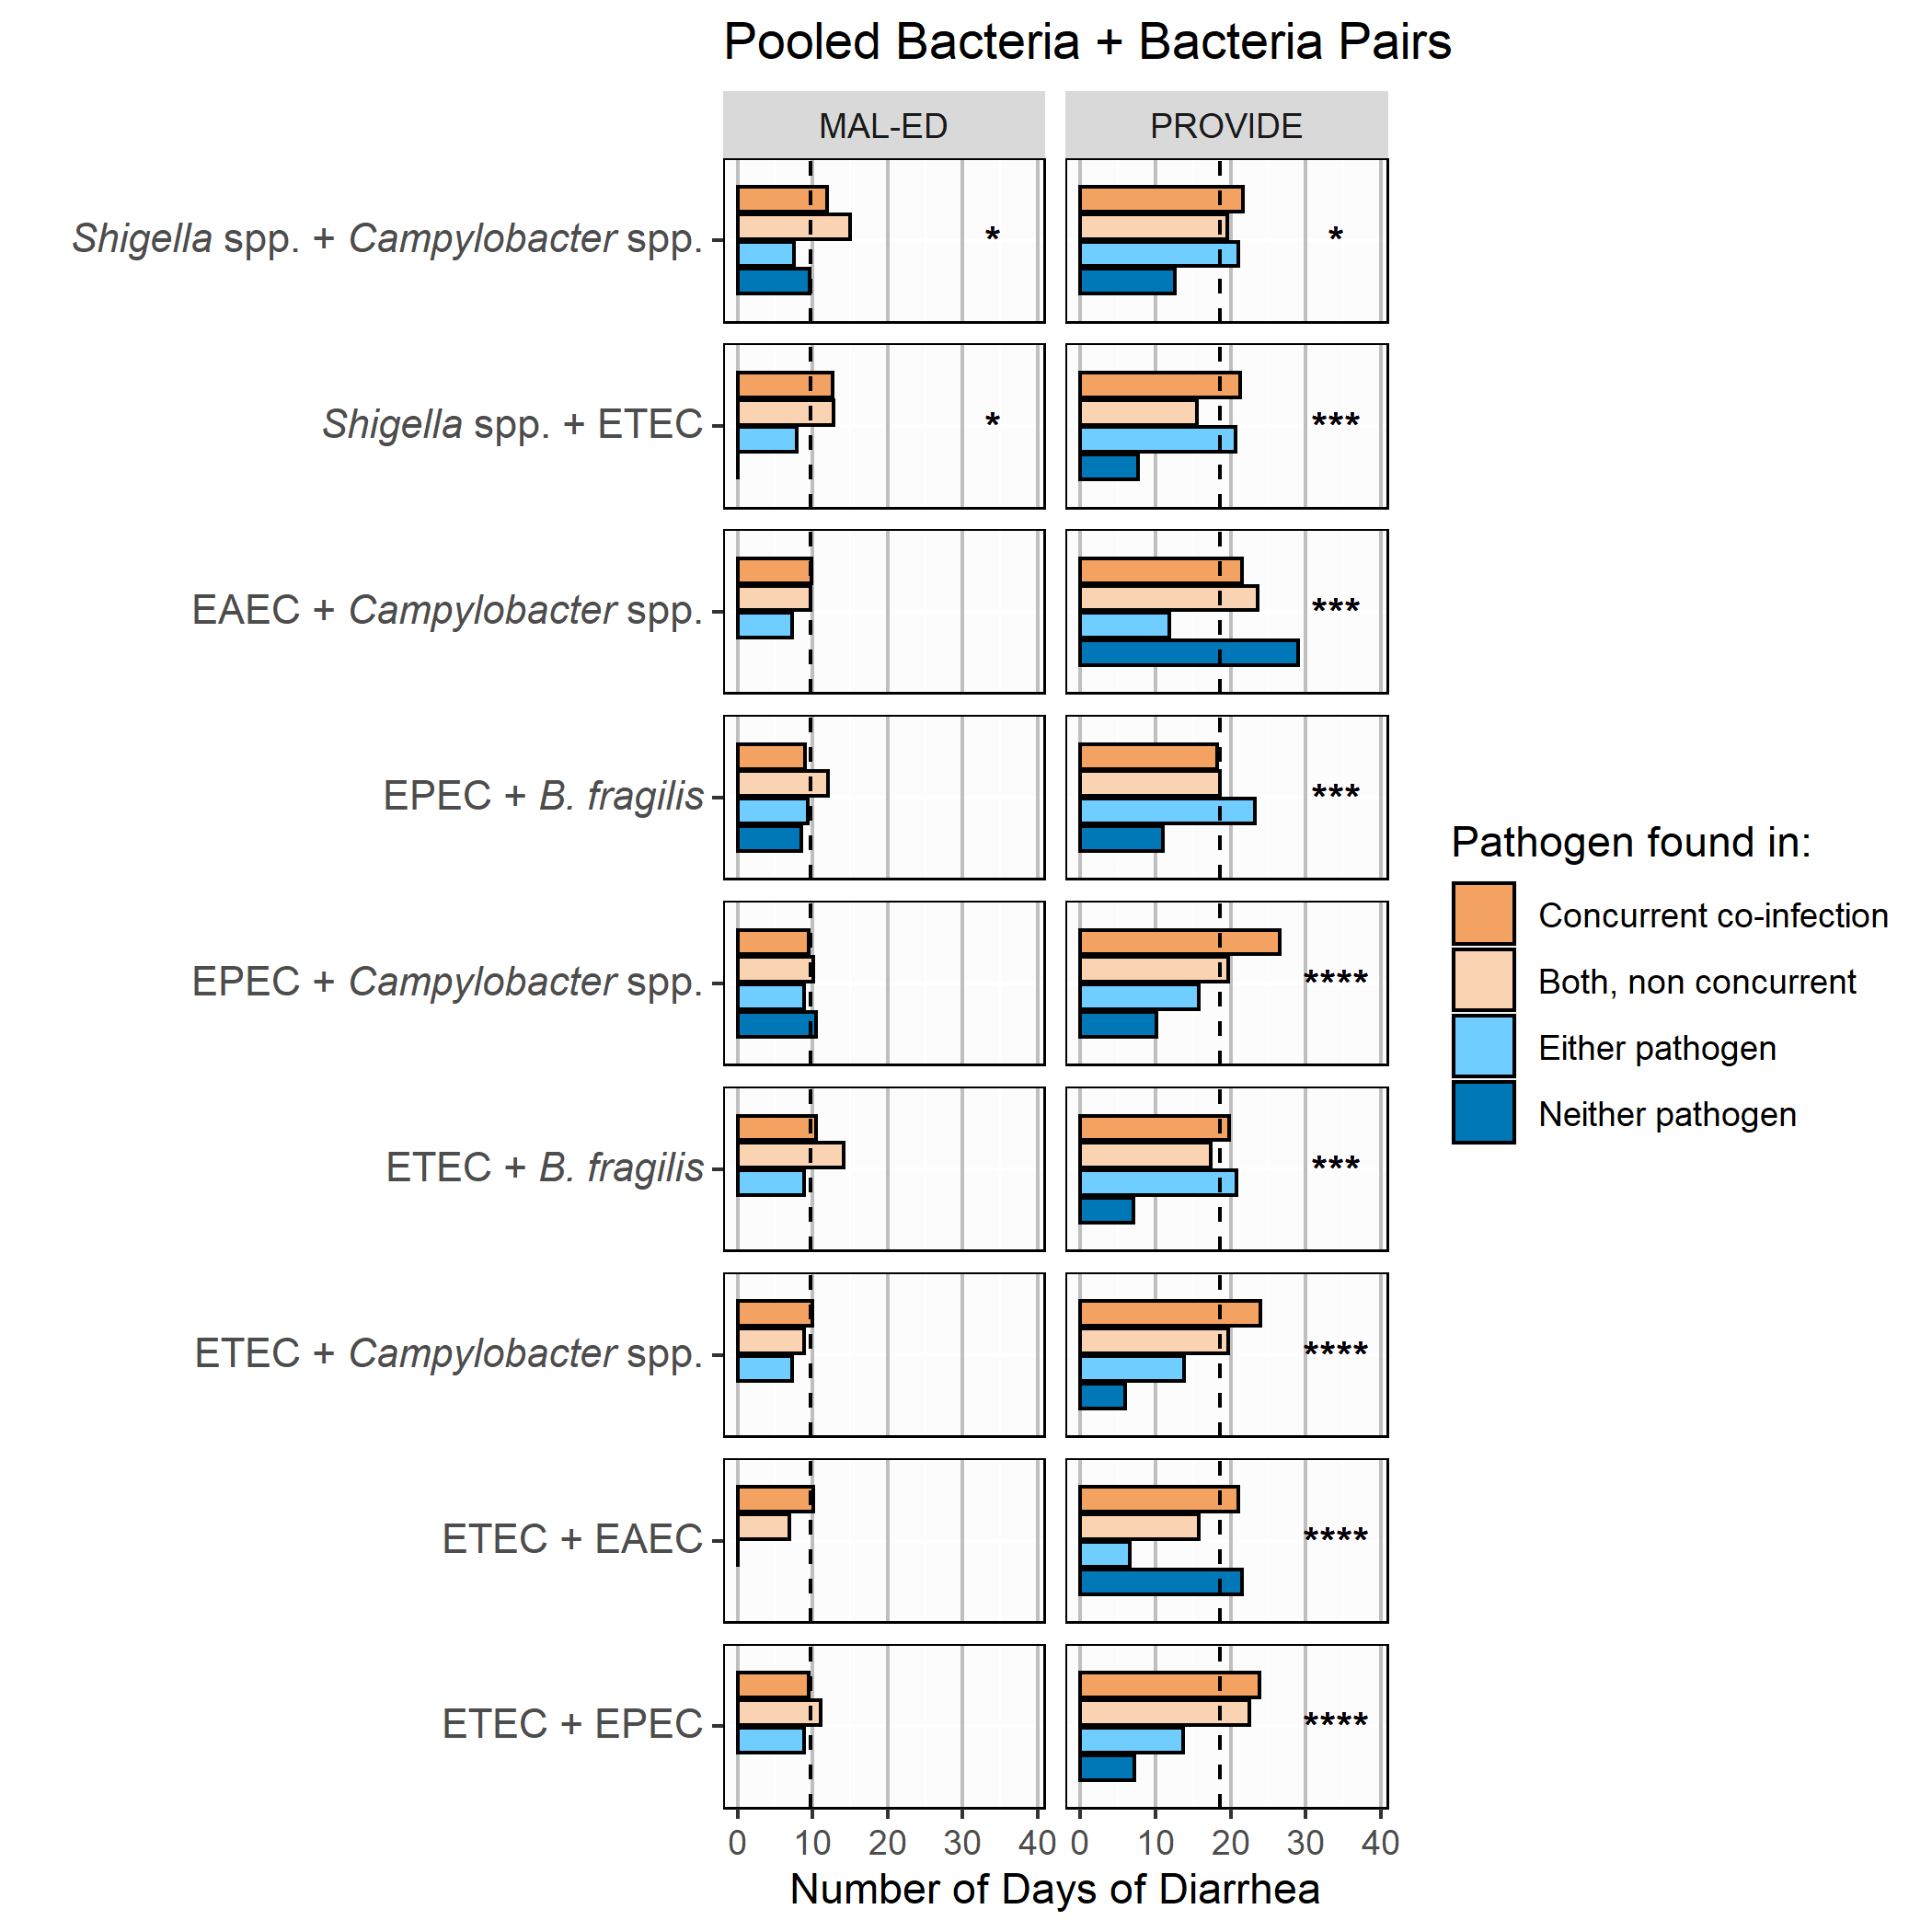 Pooled Bacteria + Bacteria Pairs
MAL-ED PROVIDE
Shigella spp. + Campylobacter spp. * *
Shigella spp. + ETEC * ***
EAEC + Campylobacter spp. ***
EPEC + B. fragilis ***
EPEC + Campylobacter spp. ****
ETEC + B. fragilis ***
ETEC + Campylobacter spp. ****
ETEC + EAEC ****
ETEC + EPEC ****
0 10 20 30 40 0 10 20 30 40
Number of Days of Diarrhea
Pathogen found in:
Concurrent co-infection
Both, non concurrent
Either pathogen
Neither pathogen